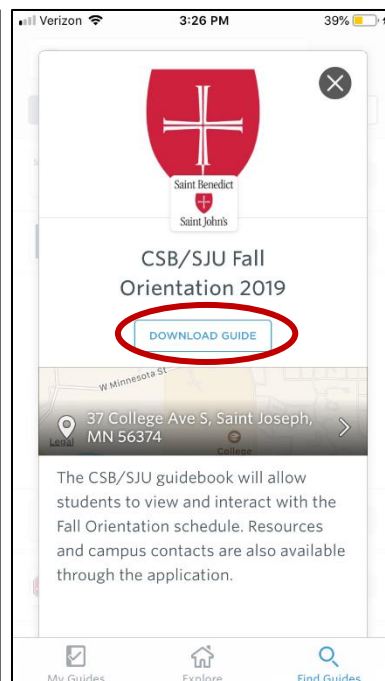 Verizon 3:26 PM 39%
Saint Benedict
Saint John's
CSB/SJU Fall
Orientation 2019
DOWNLOAD GUIDE
W Minnesota St
37 College Ave S, Saint Joseph,
MN 56374
Legal
College
The CSB/SJU guidebook will allow
students to view and interact with the
Fall Orientation schedule. Resources
and campus contacts are also available
through the application.
My Guides Explore Find Guides